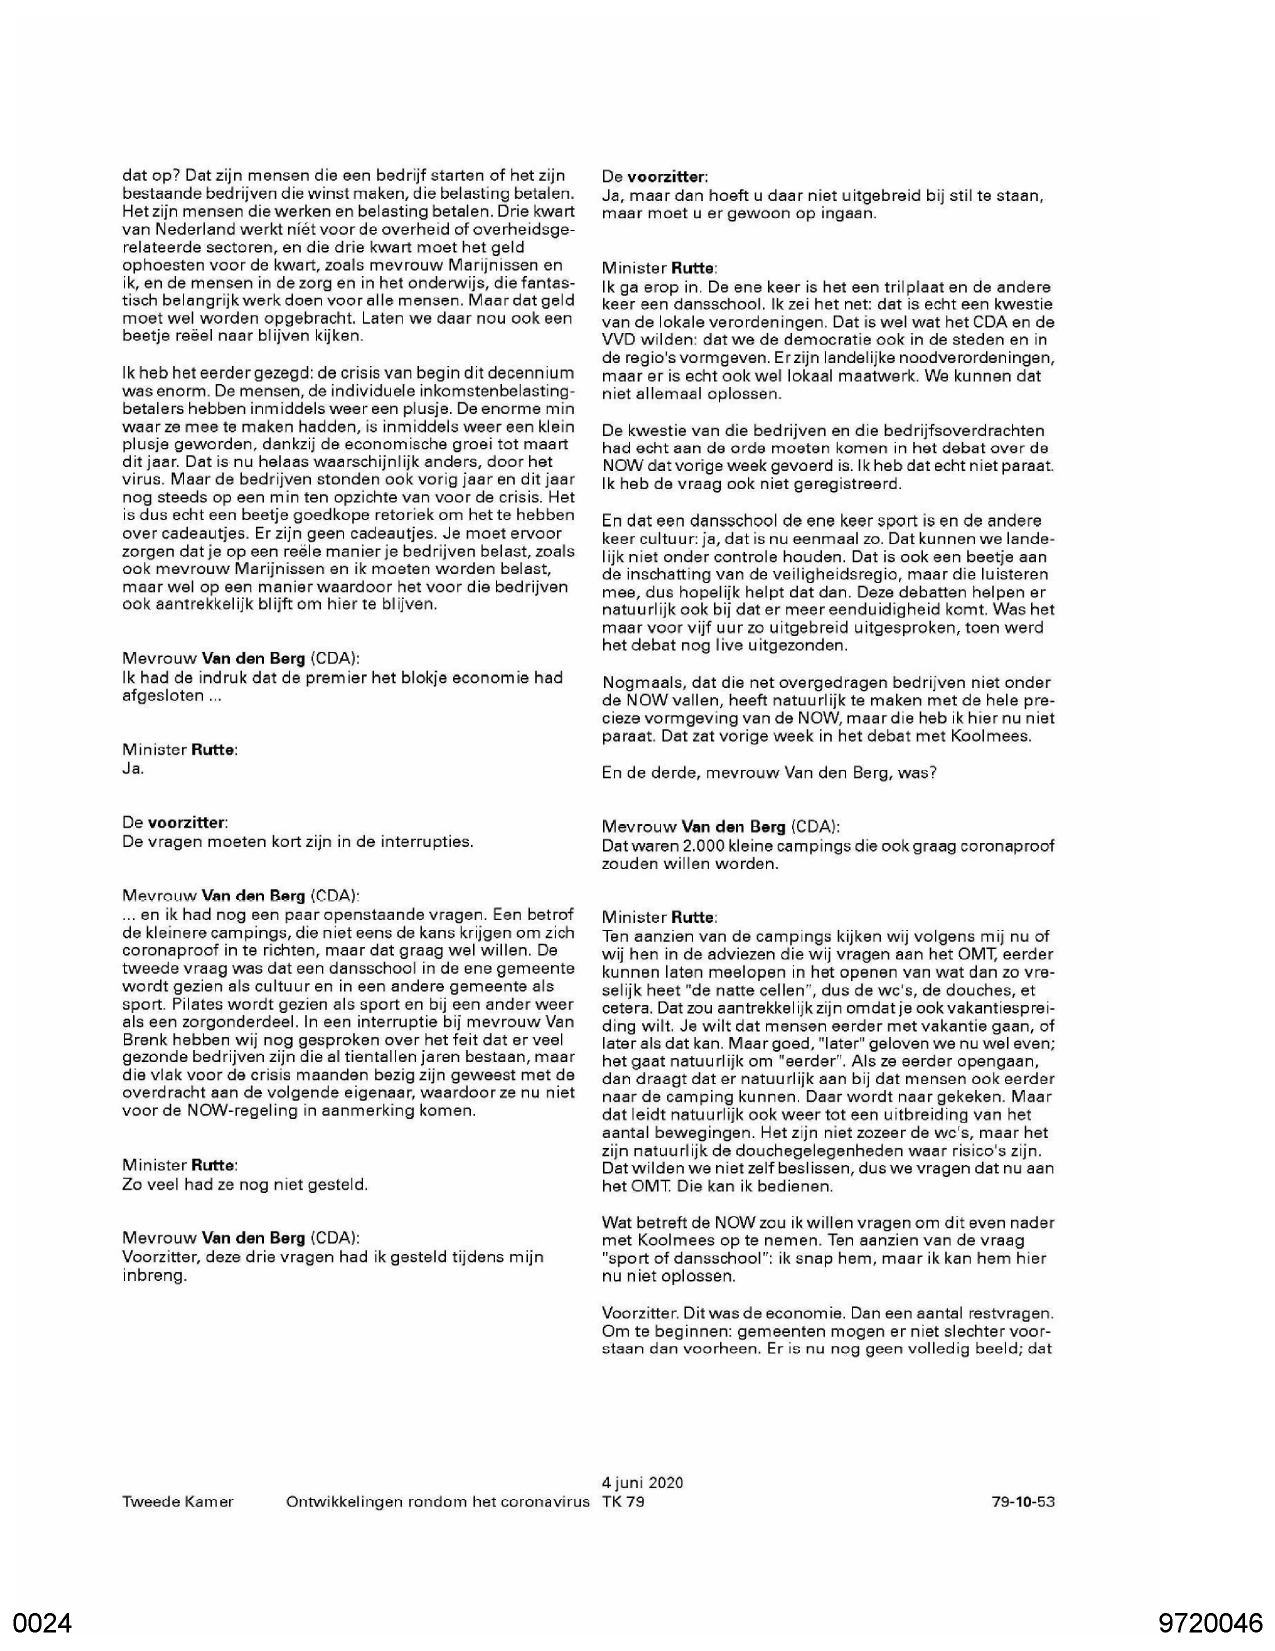 dat op? Dat zijn mensen die een bedrijf starten of het zijn
bestaande bedrijven die winst maken, die belasting betalen.
Het zijn mensen die werken en belasting betalen. Drie kwart
van Nederland werkt níét voor de overheid of overheidsge-
relateerde sectoren, en die drie kwart moet het geld
ophoesten voor de kwart, zoals mevrouw Marijnissen en
ik, en de mensen in de zorg en in het onderwijs, die fantas-
tisch belangrijk werk doen voor alle mensen. Maar dat geld
moet wel worden opgebracht. Laten we daar nou ook een
beetje reëel naar blijven kijken.
Ik heb het eerder gezegd: de crisis van begin dit decennium
was enorm. De mensen, de individuele inkomstenbelasting-
betalers hebben inmiddels weer een plusje. De enorme min
waar ze mee te maken hadden, is inmiddels weer een klein
plusje geworden, dankzij de economische groei tot maart
dit jaar. Dat is nu helaas waarschijnlijk anders, door het
virus. Maar de bedrijven stonden ook vorig jaar en dit jaar
nog steeds op een min ten opzichte van voor de crisis. Het
is dus echt een beetje goedkope retoriek om het te hebben
over cadeautjes. Er zijn geen cadeautjes. Je moet ervoor
zorgen dat je op een reële manier je bedrijven belast, zoals
ook mevrouw Marijnissen en ik moeten worden belast,
maar wel op een manier waardoor het voor die bedrijven
ook aantrekkelijk blijft om hier te blijven.
Mevrouw Van den Berg (CDA):
Ik had de indruk dat de premier het blokje economie had
afgesloten ...
Minister Rutte:
Ja.
De voorzitter:
De vragen moeten kort zijn in de interrupties.
Mevrouw Van den Berg (CDA):
... en ik had nog een paar openstaande vragen. Een betrof
de kleinere campings, die niet eens de kans krijgen om zich
coronaproof in te richten, maar dat graag wel willen. De
tweede vraag was dat een dansschool in de ene gemeente
wordt gezien als cultuur en in een andere gemeente als
sport. Pilates wordt gezien als sport en bij een ander weer
als een zorgonderdeel. In een interruptie bij mevrouw Van
Brenk hebben wij nog gesproken over het feit dat er veel
gezonde bedrijven zijn die al tientallen jaren bestaan, maar
die vlak voor de crisis maanden bezig zijn geweest met de
overdracht aan de volgende eigenaar, waardoor ze nu niet
voor de NOW-regeling in aanmerking komen.
Minister Rutte:
Zo veel had ze nog niet gesteld.
Mevrouw Van den Berg (CDA):
Voorzitter, deze drie vragen had ik gesteld tijdens mijn
inbreng.
De voorzitter:
Ja, maar dan hoeft u daar niet uitgebreid bij stil te staan,
maar moet u er gewoon op ingaan.
Minister Rutte:
Ik ga erop in. De ene keer is het een trilplaat en de andere
keer een dansschool. Ik zei het net: dat is echt een kwestie
van de lokale verordeningen. Dat is wel wat het CDA en de
VVD wilden: dat we de democratie ook in de steden en in
de regio's vormgeven. Er zijn landelijke noodverordeningen,
maar er is echt ook wel lokaal maatwerk. We kunnen dat
niet allemaal oplossen.
De kwestie van die bedrijven en die bedrijfsoverdrachten
had echt aan de orde moeten komen in het debat over de
NOW dat vorige week gevoerd is. Ik heb dat echt niet paraat.
Ik heb de vraag ook niet geregistreerd.
En dat een dansschool de ene keer sport is en de andere
keer cultuur: ja, dat is nu eenmaal zo. Dat kunnen we lande-
lijk niet onder controle houden. Dat is ook een beetje aan
de inschatting van de veiligheidsregio, maar die luisteren
mee, dus hopelijk helpt dat dan. Deze debatten helpen er
natuurlijk ook bij dat er meer eenduidigheid komt. Was het
maar voor vijf uur zo uitgebreid uitgesproken, toen werd
het debat nog live uitgezonden.
Nogmaals, dat die net overgedragen bedrijven niet onder
de NOW vallen, heeft natuurlijk te maken met de hele pre-
cieze vormgeving van de NOW, maar die heb ik hier nu niet
paraat. Dat zat vorige week in het debat met Koolmees.
En de derde, mevrouw Van den Berg, was?
Mevrouw Van den Berg (CDA):
Dat waren 2.000 kleine campings die ook graag coronaproof
zouden willen worden.
Minister Rutte:
Ten aanzien van de campings kijken wij volgens mij nu of
wij hen in de adviezen die wij vragen aan het OMT, eerder
kunnen laten meelopen in het openen van wat dan zo vre-
selijk heet "de natte cellen", dus de wc's, de douches, et
cetera. Dat zou aantrekkelijk zijn omdat je ook vakantiesprei-
ding wilt. Je wilt dat mensen eerder met vakantie gaan, of
later als dat kan. Maar goed, "later" geloven we nu wel even;
het gaat natuurlijk om "eerder". Als ze eerder opengaan,
dan draagt dat er natuurlijk aan bij dat mensen ook eerder
naar de camping kunnen. Daar wordt naar gekeken. Maar
dat leidt natuurlijk ook weer tot een uitbreiding van het
aantal bewegingen. Het zijn niet zozeer de wc's, maar het
zijn natuurlijk de douchegelegenheden waar risico's zijn.
Dat wilden we niet zelf beslissen, dus we vragen dat nu aan
het OMT. Die kan ik bedienen.
Wat betreft de NOW zou ik willen vragen om dit even nader
met Koolmees op te nemen. Ten aanzien van de vraag
"sport of dansschool": ik snap hem, maar ik kan hem hier
nu niet oplossen.
Voorzitter. Dit was de economie. Dan een aantal restvragen.
Om te beginnen: gemeenten mogen er niet slechter voor-
staan dan voorheen. Er is nu nog geen volledig beeld; dat
Tweede Kamer Ontwikkelingen rondom het coronavirus
4 juni 2020
TK 79
79-10-53
0024
9720046